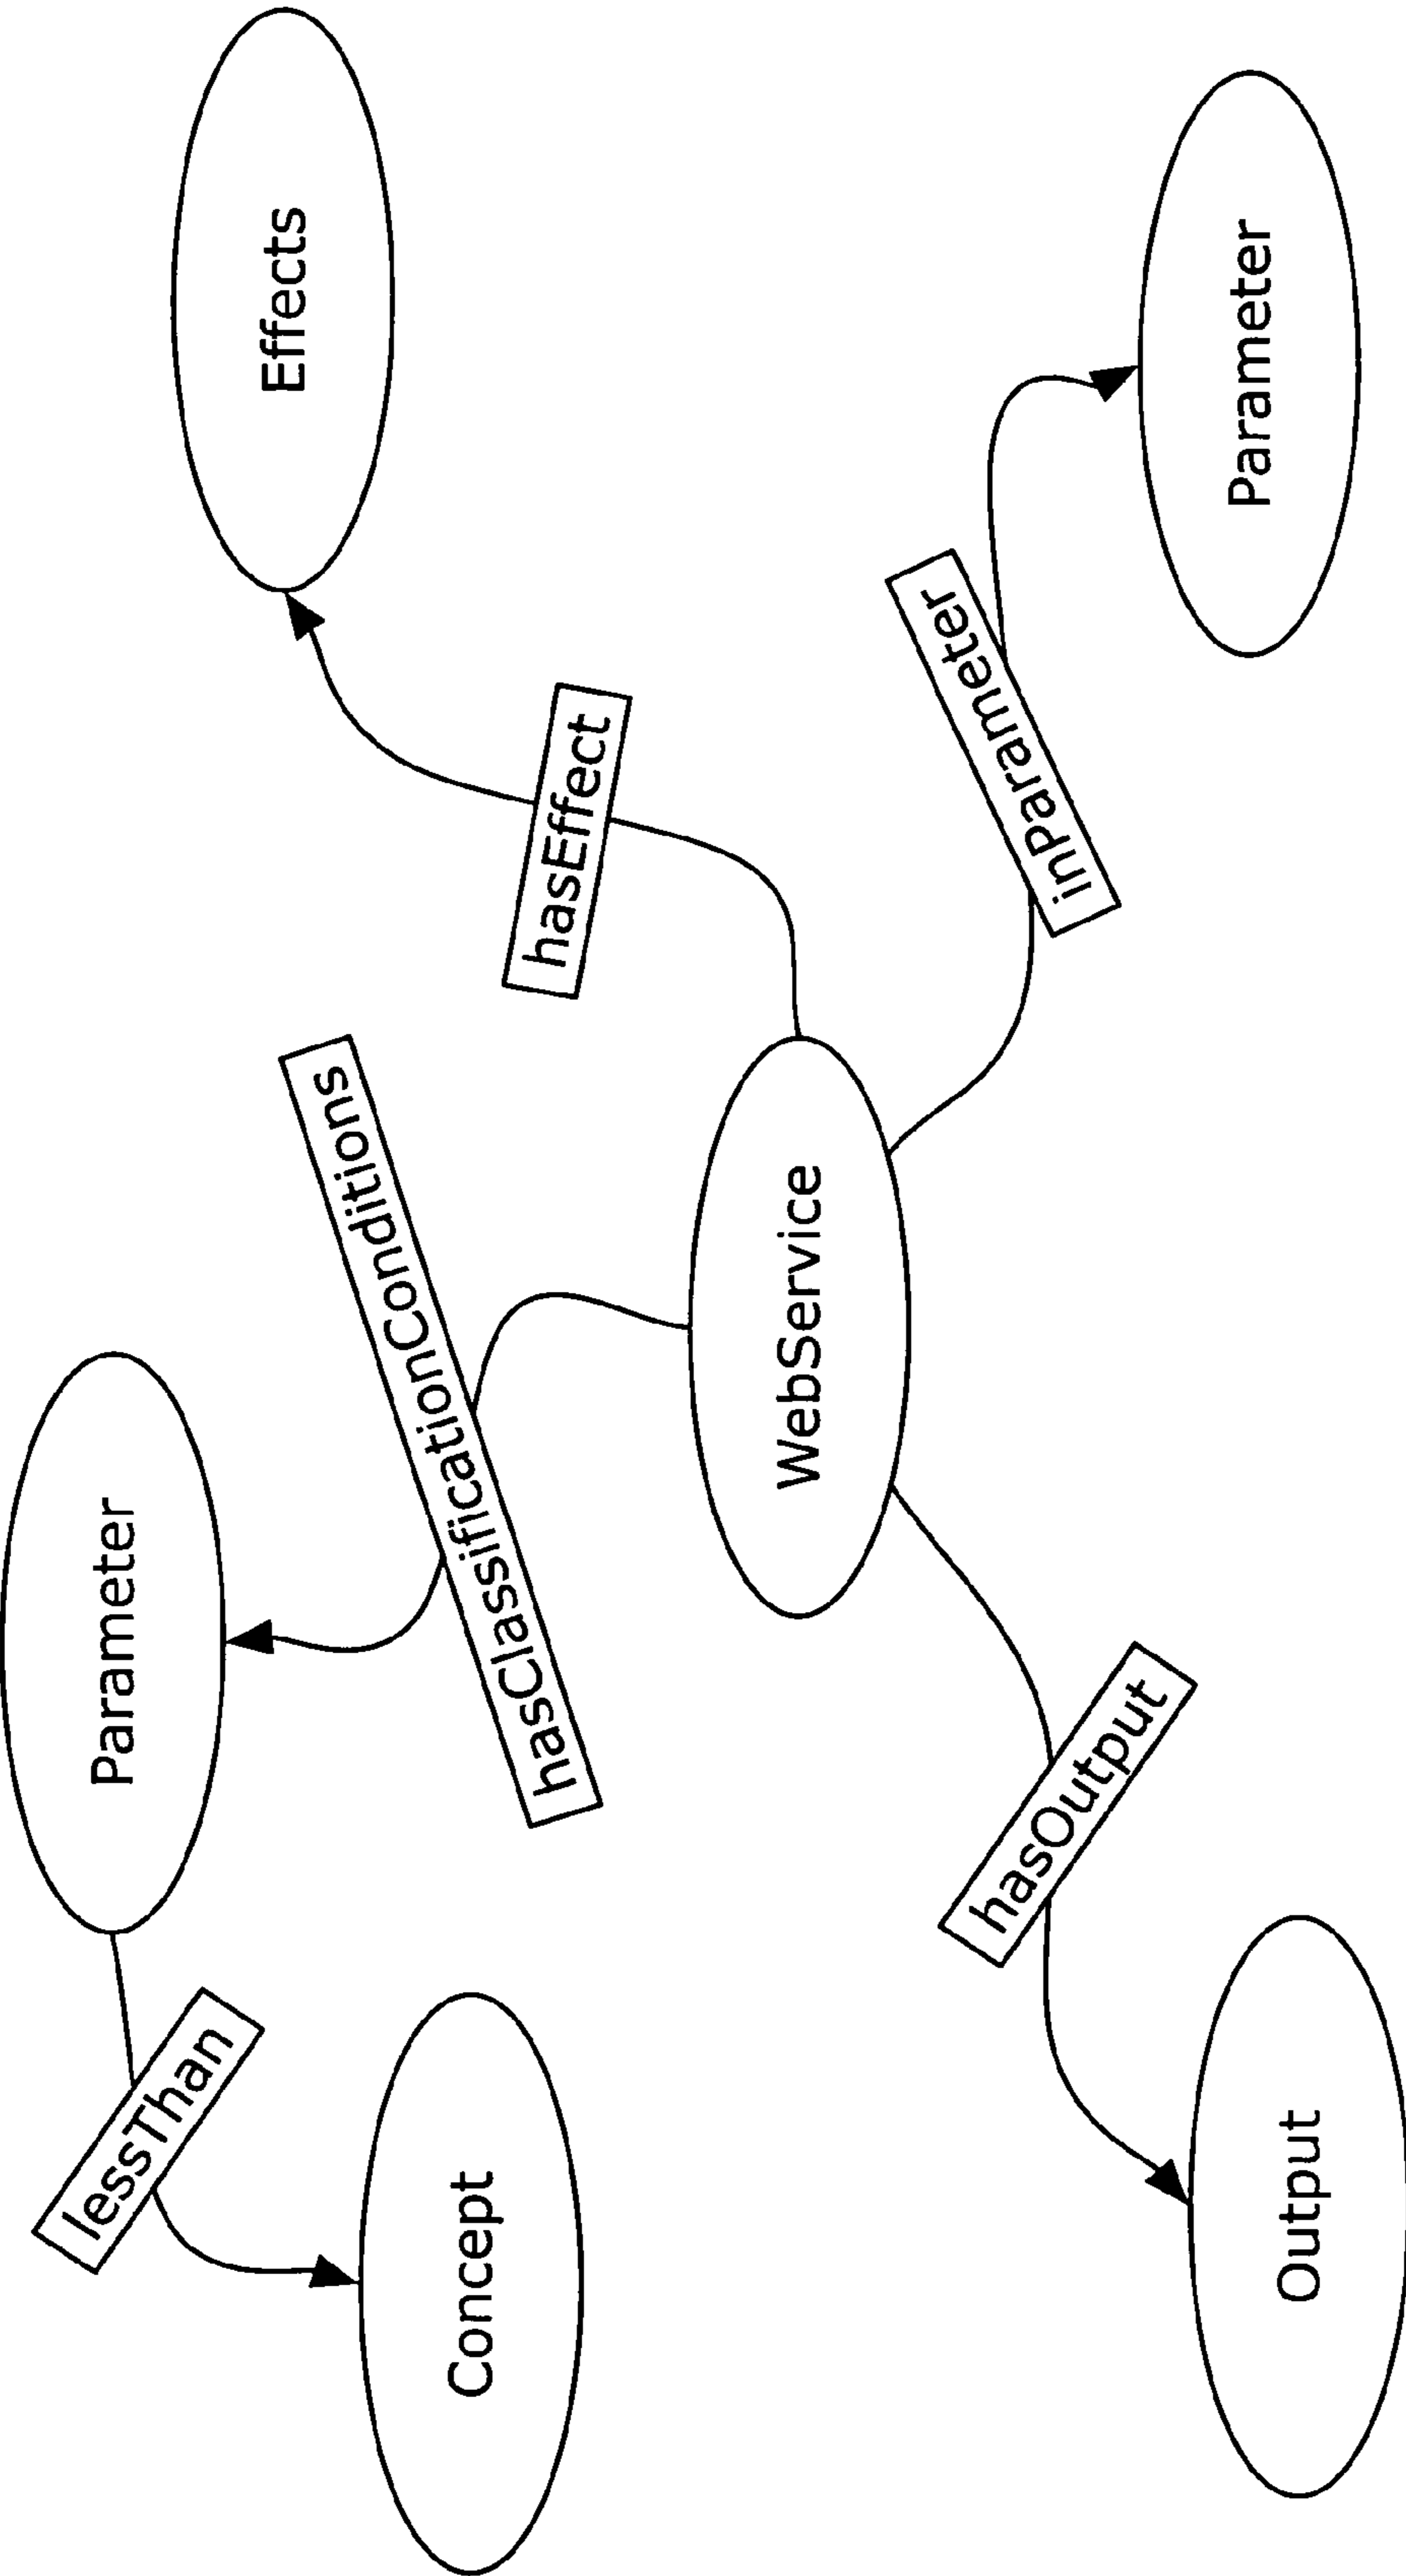 Parameter
lessThan
Concept
hasClassificationConditions
Effects
hasEffect
WebService
hasOutput
inParameter
Output
Parameter